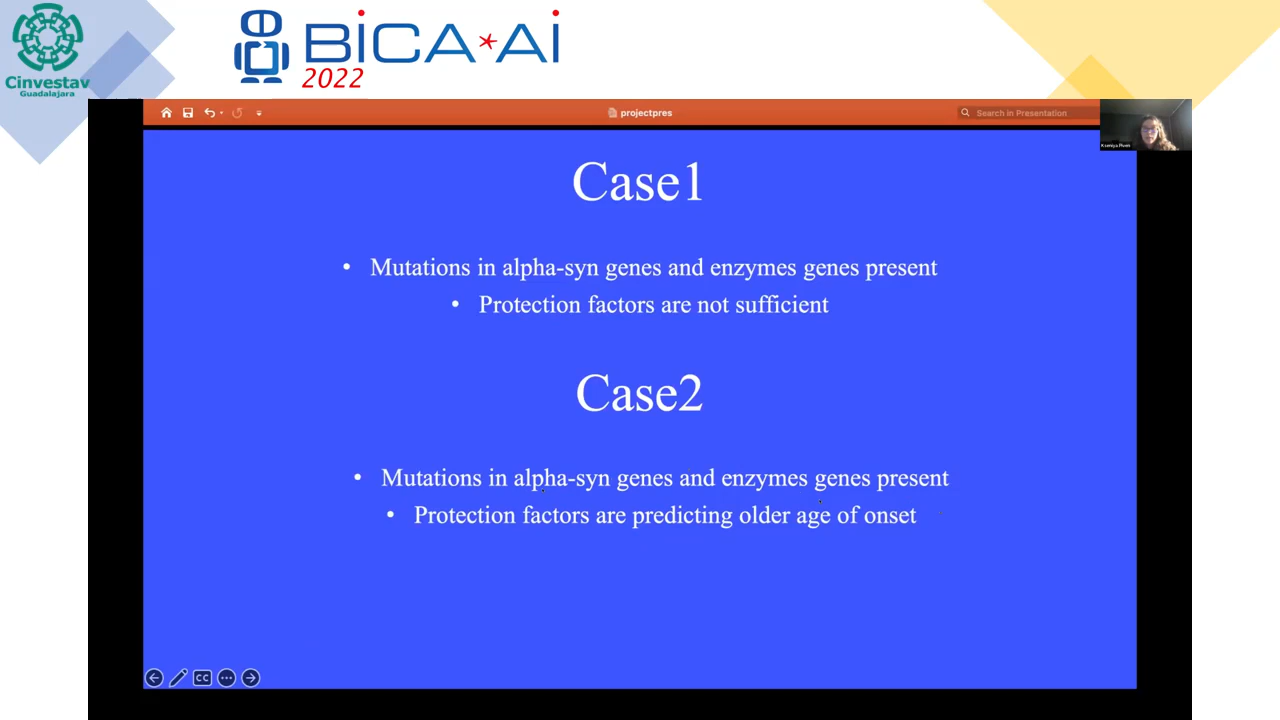 Cinvestav
Guadalajara
BiCA*Ai
2022
projectpres
Search in Presentation
Case1
• Mutations in alpha-syn genes and enzymes genes present
• Protection factors are not sufficient
Case2
• Mutations in alpha-syn genes and enzymes genes present
• Protection factors are predicting older age of onset
CC